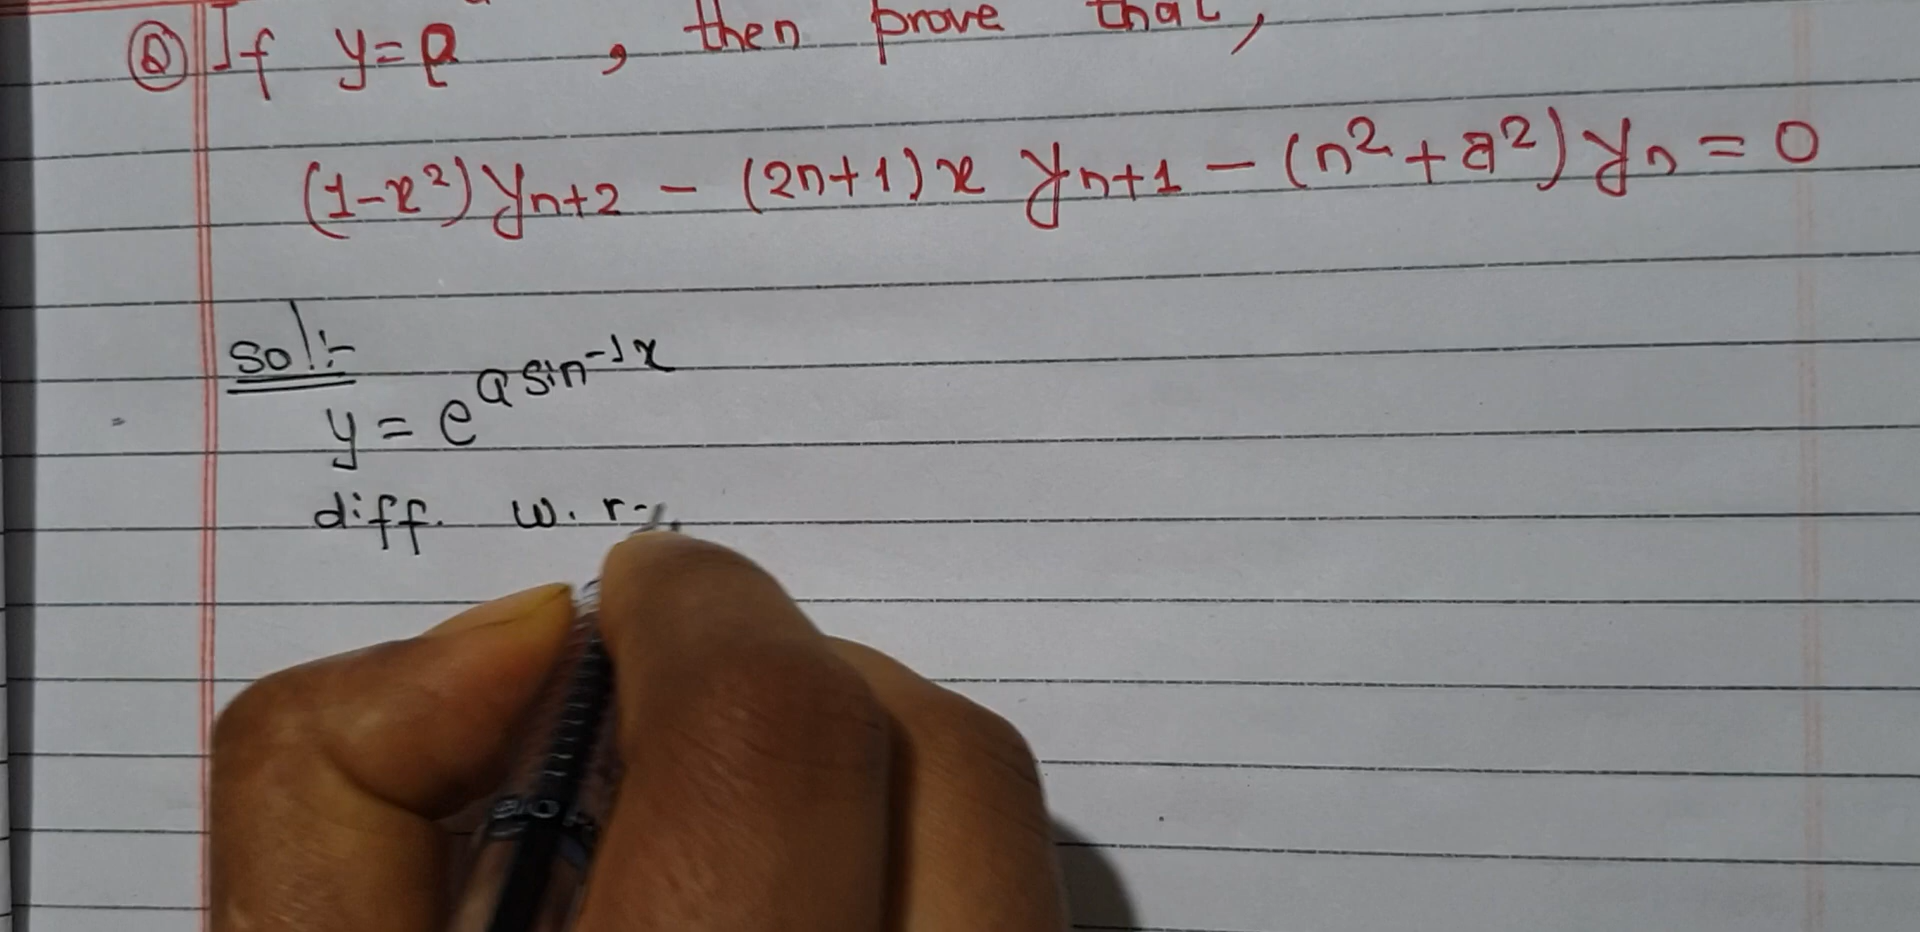 Q If y=e , then prove that,
(1-x²)yn+2 - (2n+1)x yn+1 - (n²+a²)yn = 0
Sol:-
y = e^a sin⁻¹x
diff. w. r.